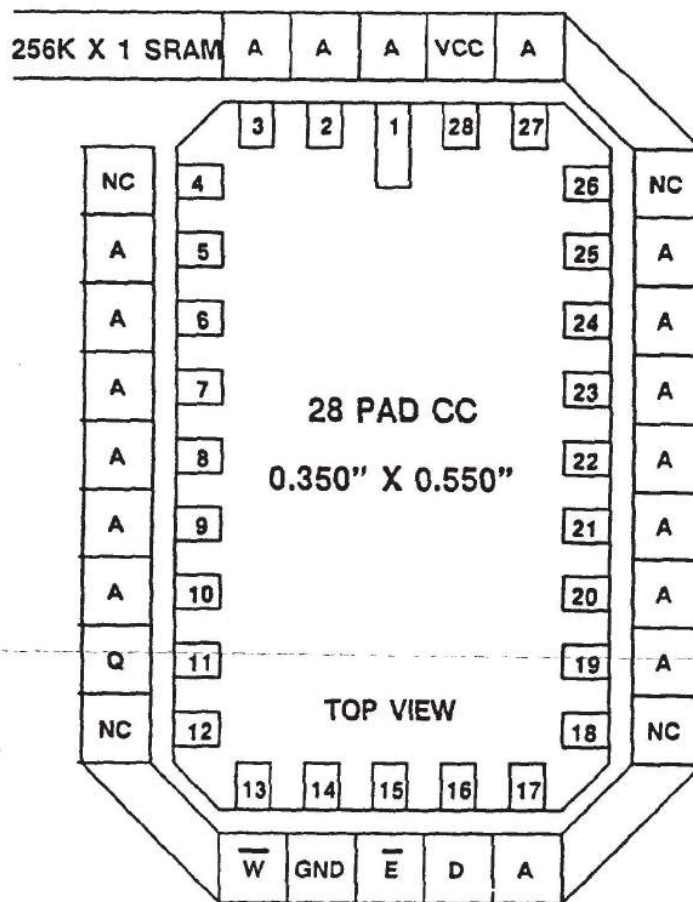 256K X 1 SRAM A A A VCC A
3 2 1 28 27
NC 4 26 NC
A 5 25 A
A 6 24 A
A 7 23 A
28 PAD CC
A 8 22 A
0.350" X 0.550"
A 9 21 A
A 10 20 A
Q 11 19 A
TOP VIEW
NC 12 18 NC
13 14 15 16 17
W̅ GND E̅ D A